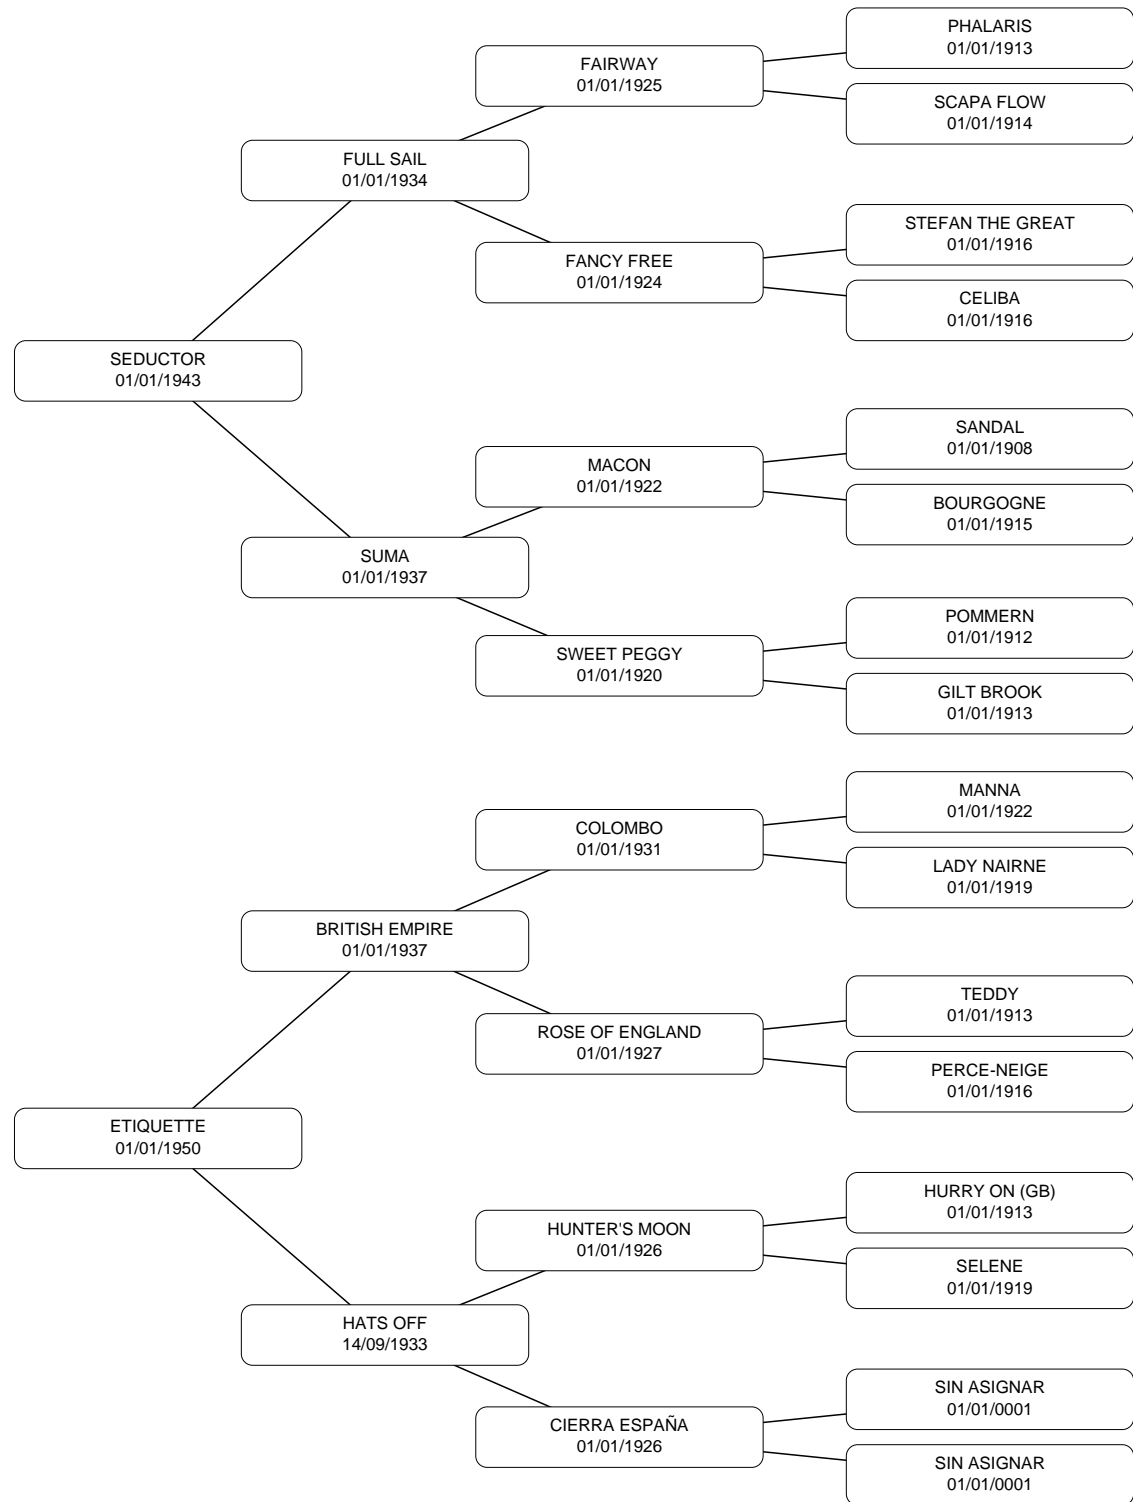 PHALARIS
01/01/1913
FAIRWAY
01/01/1925
SCAPA FLOW
01/01/1914
FULL SAIL
01/01/1934
STEFAN THE GREAT
01/01/1916
FANCY FREE
01/01/1924
CELIBA
01/01/1916
SEDUCTOR
01/01/1943
SANDAL
01/01/1908
MACON
01/01/1922
BOURGOGNE
01/01/1915
SUMA
01/01/1937
POMMERN
01/01/1912
SWEET PEGGY
01/01/1920
GILT BROOK
01/01/1913
MANNA
01/01/1922
COLOMBO
01/01/1931
LADY NAIRNE
01/01/1919
BRITISH EMPIRE
01/01/1937
TEDDY
01/01/1913
ROSE OF ENGLAND
01/01/1927
PERCE-NEIGE
01/01/1916
ETIQUETTE
01/01/1950
HURRY ON (GB)
01/01/1913
HUNTER'S MOON
01/01/1926
SELENE
01/01/1919
HATS OFF
14/09/1933
SIN ASIGNAR
01/01/0001
CIERRA ESPAÑA
01/01/1926
SIN ASIGNAR
01/01/0001